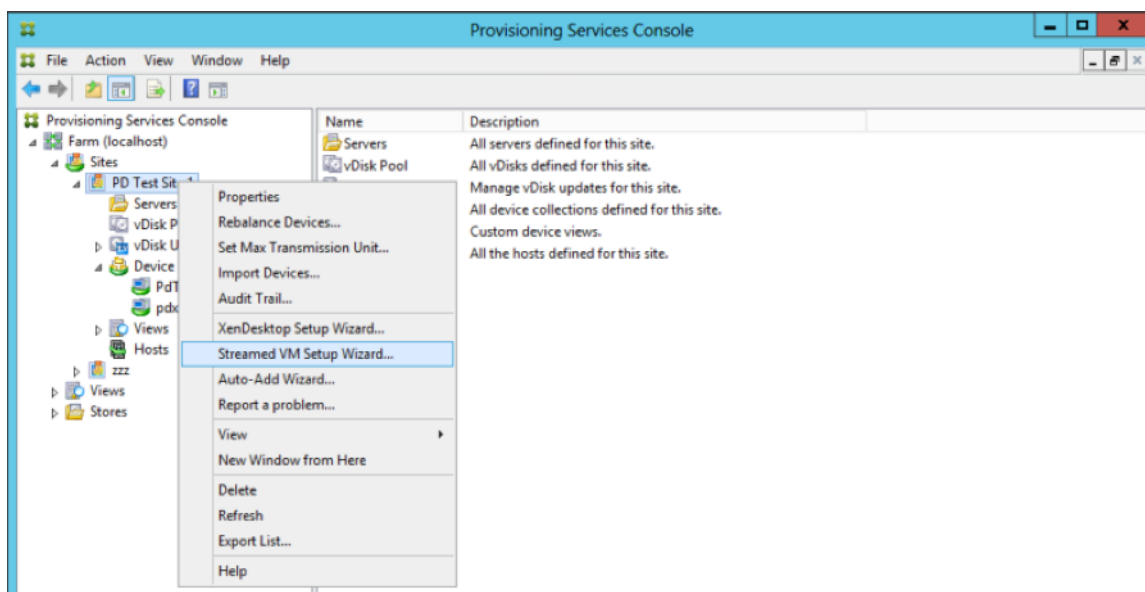 Provisioning Services Console
File Action View Window Help
Provisioning Services Console
Farm (localhost)
Sites
PD Test Sit 1
Servers
vDisk P
vDisk U
Device
PdT
pdx
Views
Hosts
zzz
Views
Stores
Name Description
Servers All servers defined for this site.
vDisk Pool All vDisks defined for this site.
Manage vDisk updates for this site.
All device collections defined for this site.
Custom device views.
All the hosts defined for this site.
Properties
Rebalance Devices...
Set Max Transmission Unit...
Import Devices...
Audit Trail...
XenDesktop Setup Wizard...
Streamed VM Setup Wizard...
Auto-Add Wizard...
Report a problem...
View
New Window from Here
Delete
Refresh
Export List...
Help